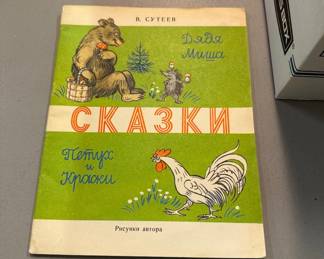 В. СУТЕЕВ
Дядя
Миша
СКАЗКИ
Петух
и
Краски
Рисунки автора